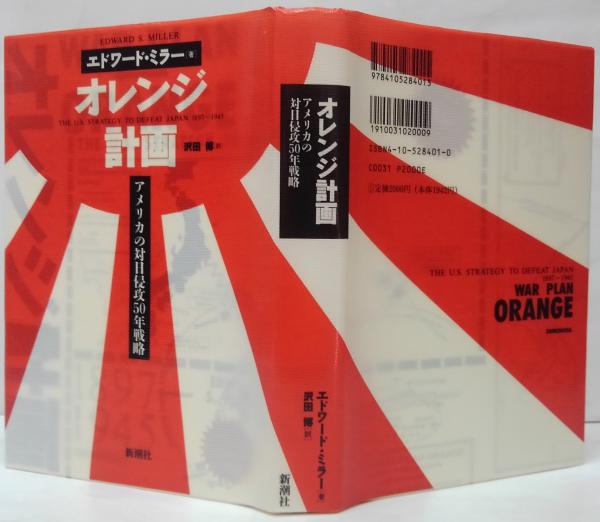 EDWARD S. MILLER
エドワード・ミラー[著]
オレンジ
THE U.S. STRATEGY TO DEFEAT JAPAN 1897-1945
計画
沢田 博[訳]
アメリカの対日侵攻50年戦略
新潮社
オレンジ計画
アメリカの
対日侵攻50年戦略
エドワード・ミラー[著]
沢田 博[訳]
新潮社
9784105284015
1910031020009
ISBN4-10-528401-0
C0031 P2000E
定価2000円(本体1942円)
THE U.S. STRATEGY TO DEFEAT JAPAN
1897-1945
WAR PLAN
ORANGE
SHINCHOSHA